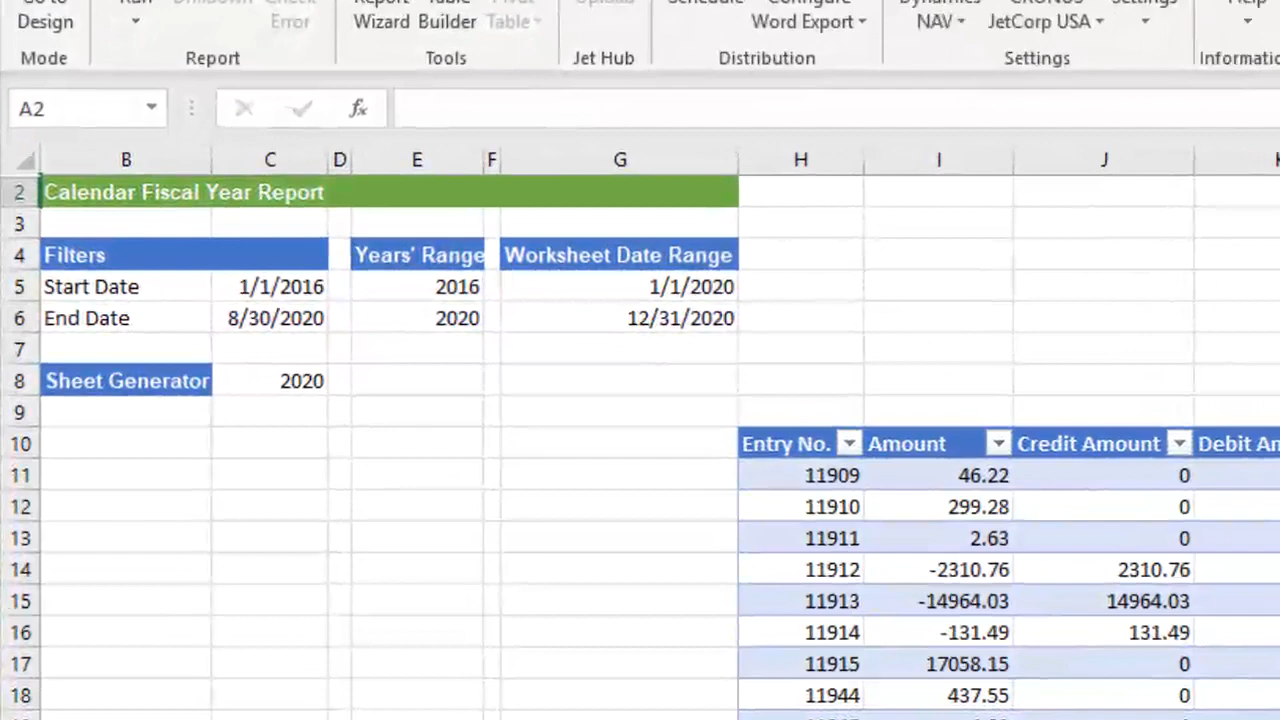 Design Error Wizard Builder Table Word Export NAV JetCorp USA
Mode Report Tools Jet Hub Distribution Settings
A2 fx
B C D E F G H I J
2 Calendar Fiscal Year Report
3
4 Filters Years' Range Worksheet Date Range
5 Start Date 1/1/2016 2016 1/1/2020
6 End Date 8/30/2020 2020 12/31/2020
7
8 Sheet Generator 2020
9
10 Entry No. Amount Credit Amount Debit
11 11909 46.22 0
12 11910 299.28 0
13 11911 2.63 0
14 11912 -2310.76 2310.76
15 11913 -14964.03 14964.03
16 11914 -131.49 131.49
17 11915 17058.15 0
18 11944 437.55 0